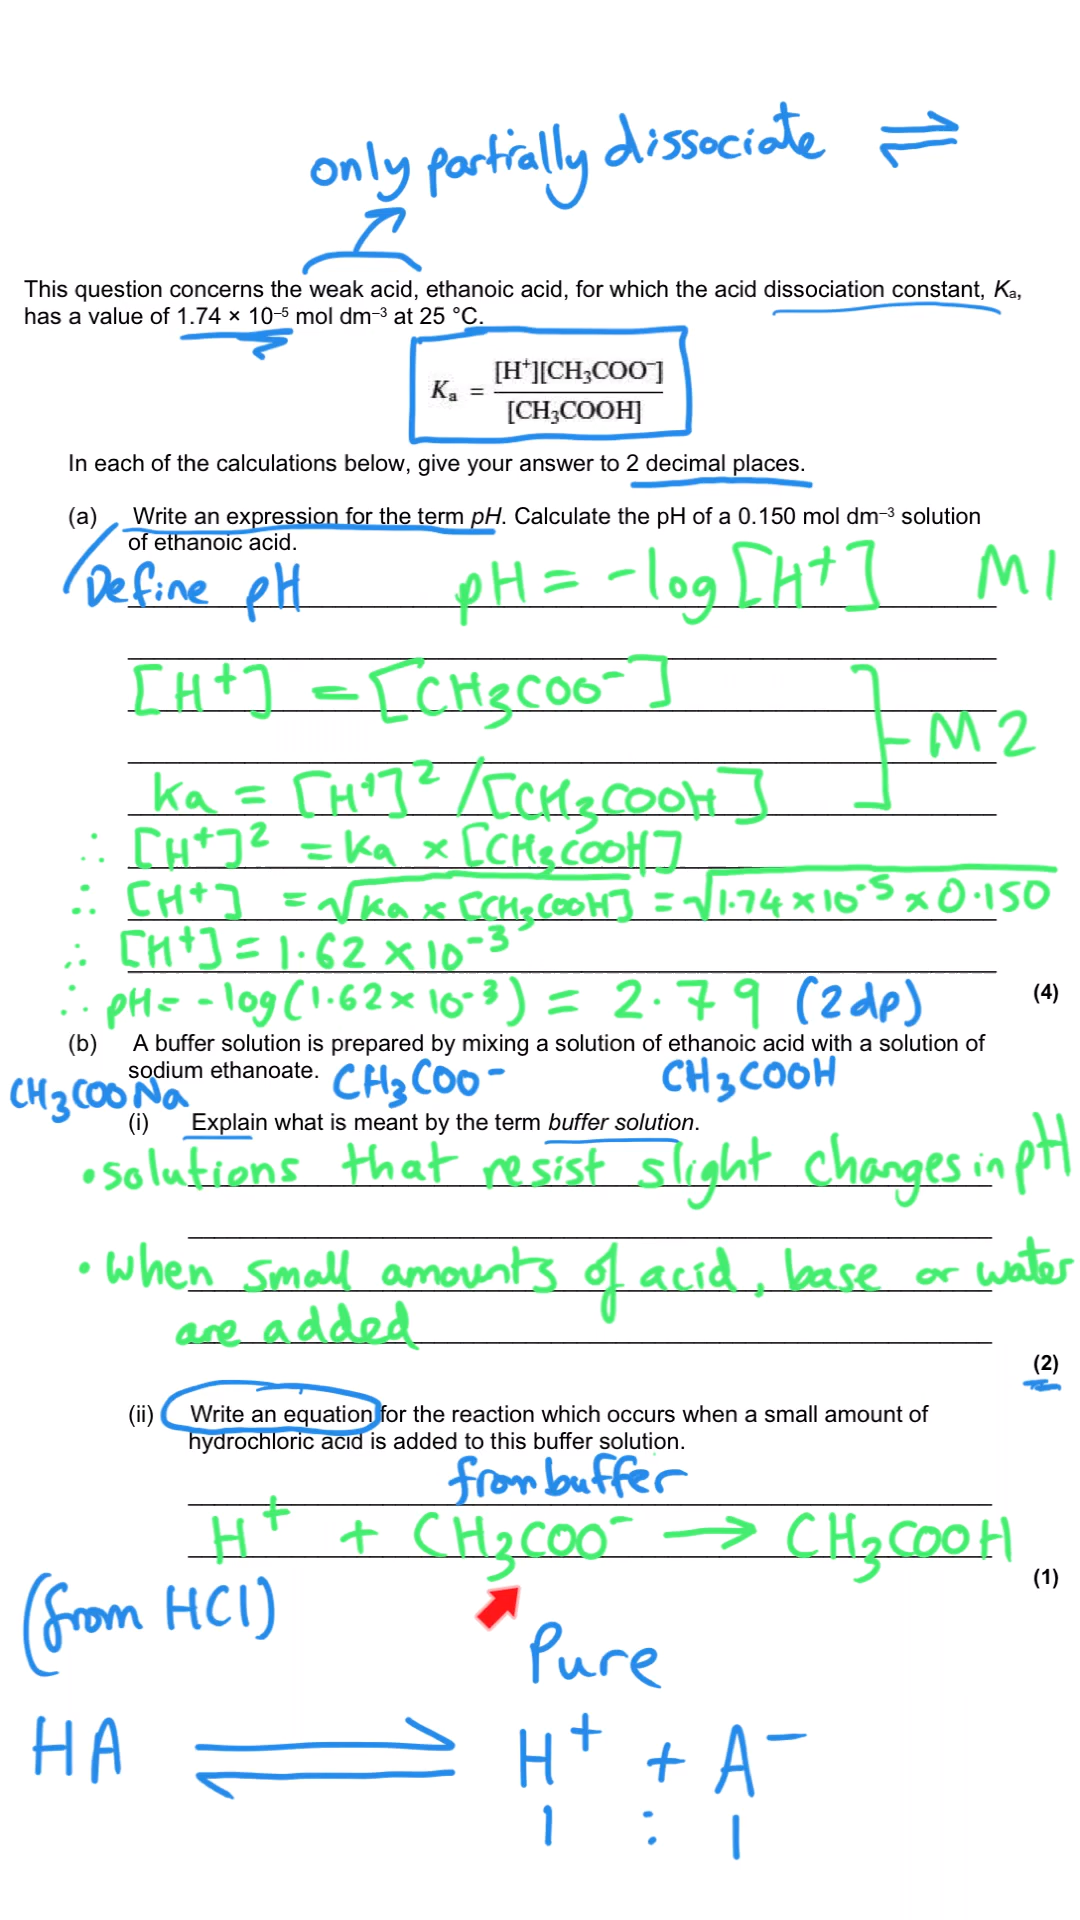 only partially dissociate ⇌
This question concerns the weak acid, ethanoic acid, for which the acid dissociation constant, Kₐ,
has a value of 1.74 × 10⁻⁵ mol dm⁻³ at 25 °C.
Kₐ = [H⁺][CH₃COO⁻] / [CH₃COOH]
In each of the calculations below, give your answer to 2 decimal places.
(a) Write an expression for the term pH. Calculate the pH of a 0.150 mol dm⁻³ solution
of ethanoic acid.
Define pH pH = -log[H⁺] M1
[H⁺] = [CH₃COO⁻]
M2
ka = [H⁺]² / [CH₃COOH]
∴ [H⁺]² = Ka × [CH₃COOH]
∴ [H⁺] = √Ka × [CH₃COOH] = √1.74 × 10⁻⁵ × 0.150
∴ [H⁺] = 1.62 × 10⁻³
∴ pH = -log(1.62 × 10⁻³) = 2.79 (2dp) (4)
(b) A buffer solution is prepared by mixing a solution of ethanoic acid with a solution of
sodium ethanoate. CH₃COO⁻ CH₃COOH
CH₃COONa
(i) Explain what is meant by the term buffer solution.
• solutions that resist slight changes in pH
• when small amounts of acid, base or water
are added
(2)
(ii) Write an equation for the reaction which occurs when a small amount of
hydrochloric acid is added to this buffer solution.
from buffer
H⁺ + CH₃COO⁻ → CH₃COOH
(1)
(from HCl)
Pure
HA ⇌ H⁺ + A⁻
1 : 1